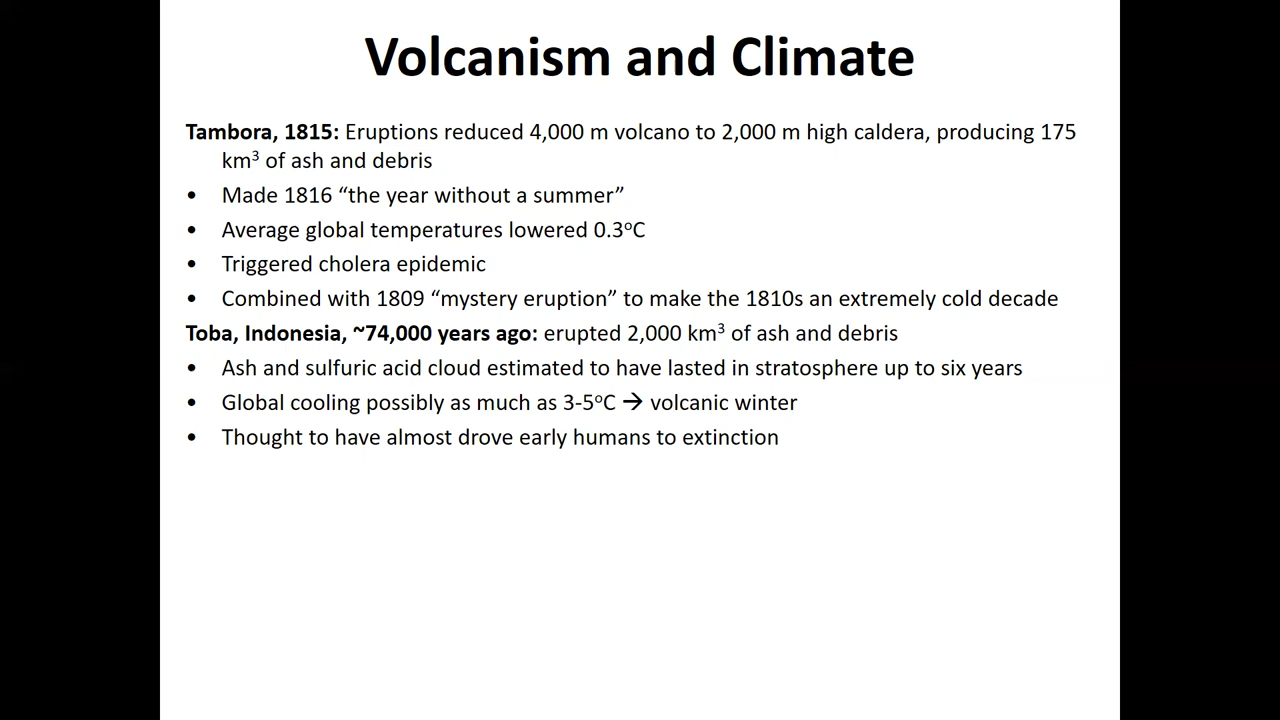 Volcanism and Climate
Tambora, 1815: Eruptions reduced 4,000 m volcano to 2,000 m high caldera, producing 175
km³ of ash and debris
• Made 1816 “the year without a summer”
• Average global temperatures lowered 0.3ºC
• Triggered cholera epidemic
• Combined with 1809 “mystery eruption” to make the 1810s an extremely cold decade
Toba, Indonesia, ~74,000 years ago: erupted 2,000 km³ of ash and debris
• Ash and sulfuric acid cloud estimated to have lasted in stratosphere up to six years
• Global cooling possibly as much as 3-5ºC → volcanic winter
• Thought to have almost drove early humans to extinction